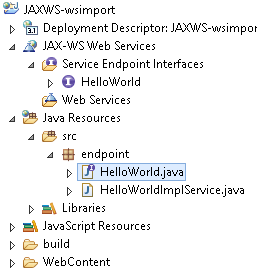 JAXWS-wsimport
Deployment Descriptor: JAXWS-wsimp
JAX-WS Web Services
Service Endpoint Interfaces
HelloWorld
Web Services
Java Resources
src
endpoint
HelloWorld.java
HelloWorldImplService.java
Libraries
JavaScript Resources
build
WebContent